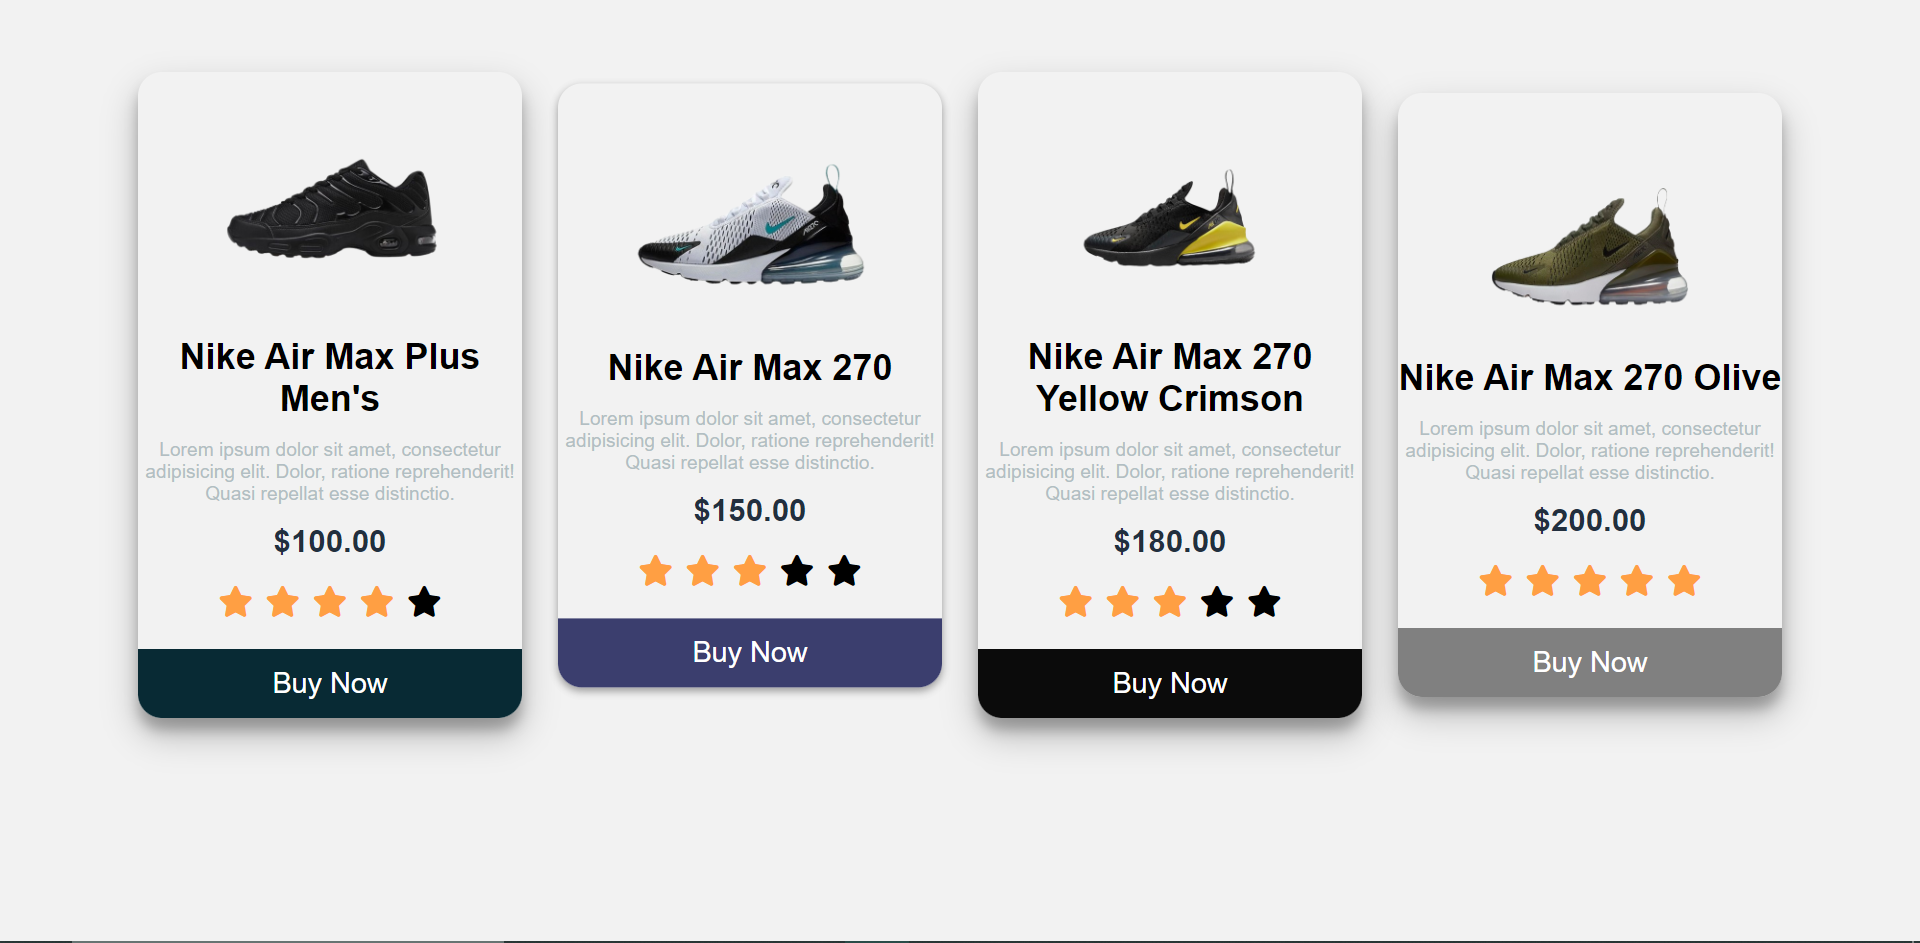 Nike Air Max Plus
Men's
Lorem ipsum dolor sit amet, consectetur
adipisicing elit. Dolor, ratione reprehenderit!
Quasi repellat esse distinctio.
$100.00
Buy Now
Nike Air Max 270
Lorem ipsum dolor sit amet, consectetur
adipisicing elit. Dolor, ratione reprehenderit!
Quasi repellat esse distinctio.
$150.00
Buy Now
Nike Air Max 270
Yellow Crimson
Lorem ipsum dolor sit amet, consectetur
adipisicing elit. Dolor, ratione reprehenderit!
Quasi repellat esse distinctio.
$180.00
Buy Now
Nike Air Max 270 Olive
Lorem ipsum dolor sit amet, consectetur
adipisicing elit. Dolor, ratione reprehenderit!
Quasi repellat esse distinctio.
$200.00
Buy Now